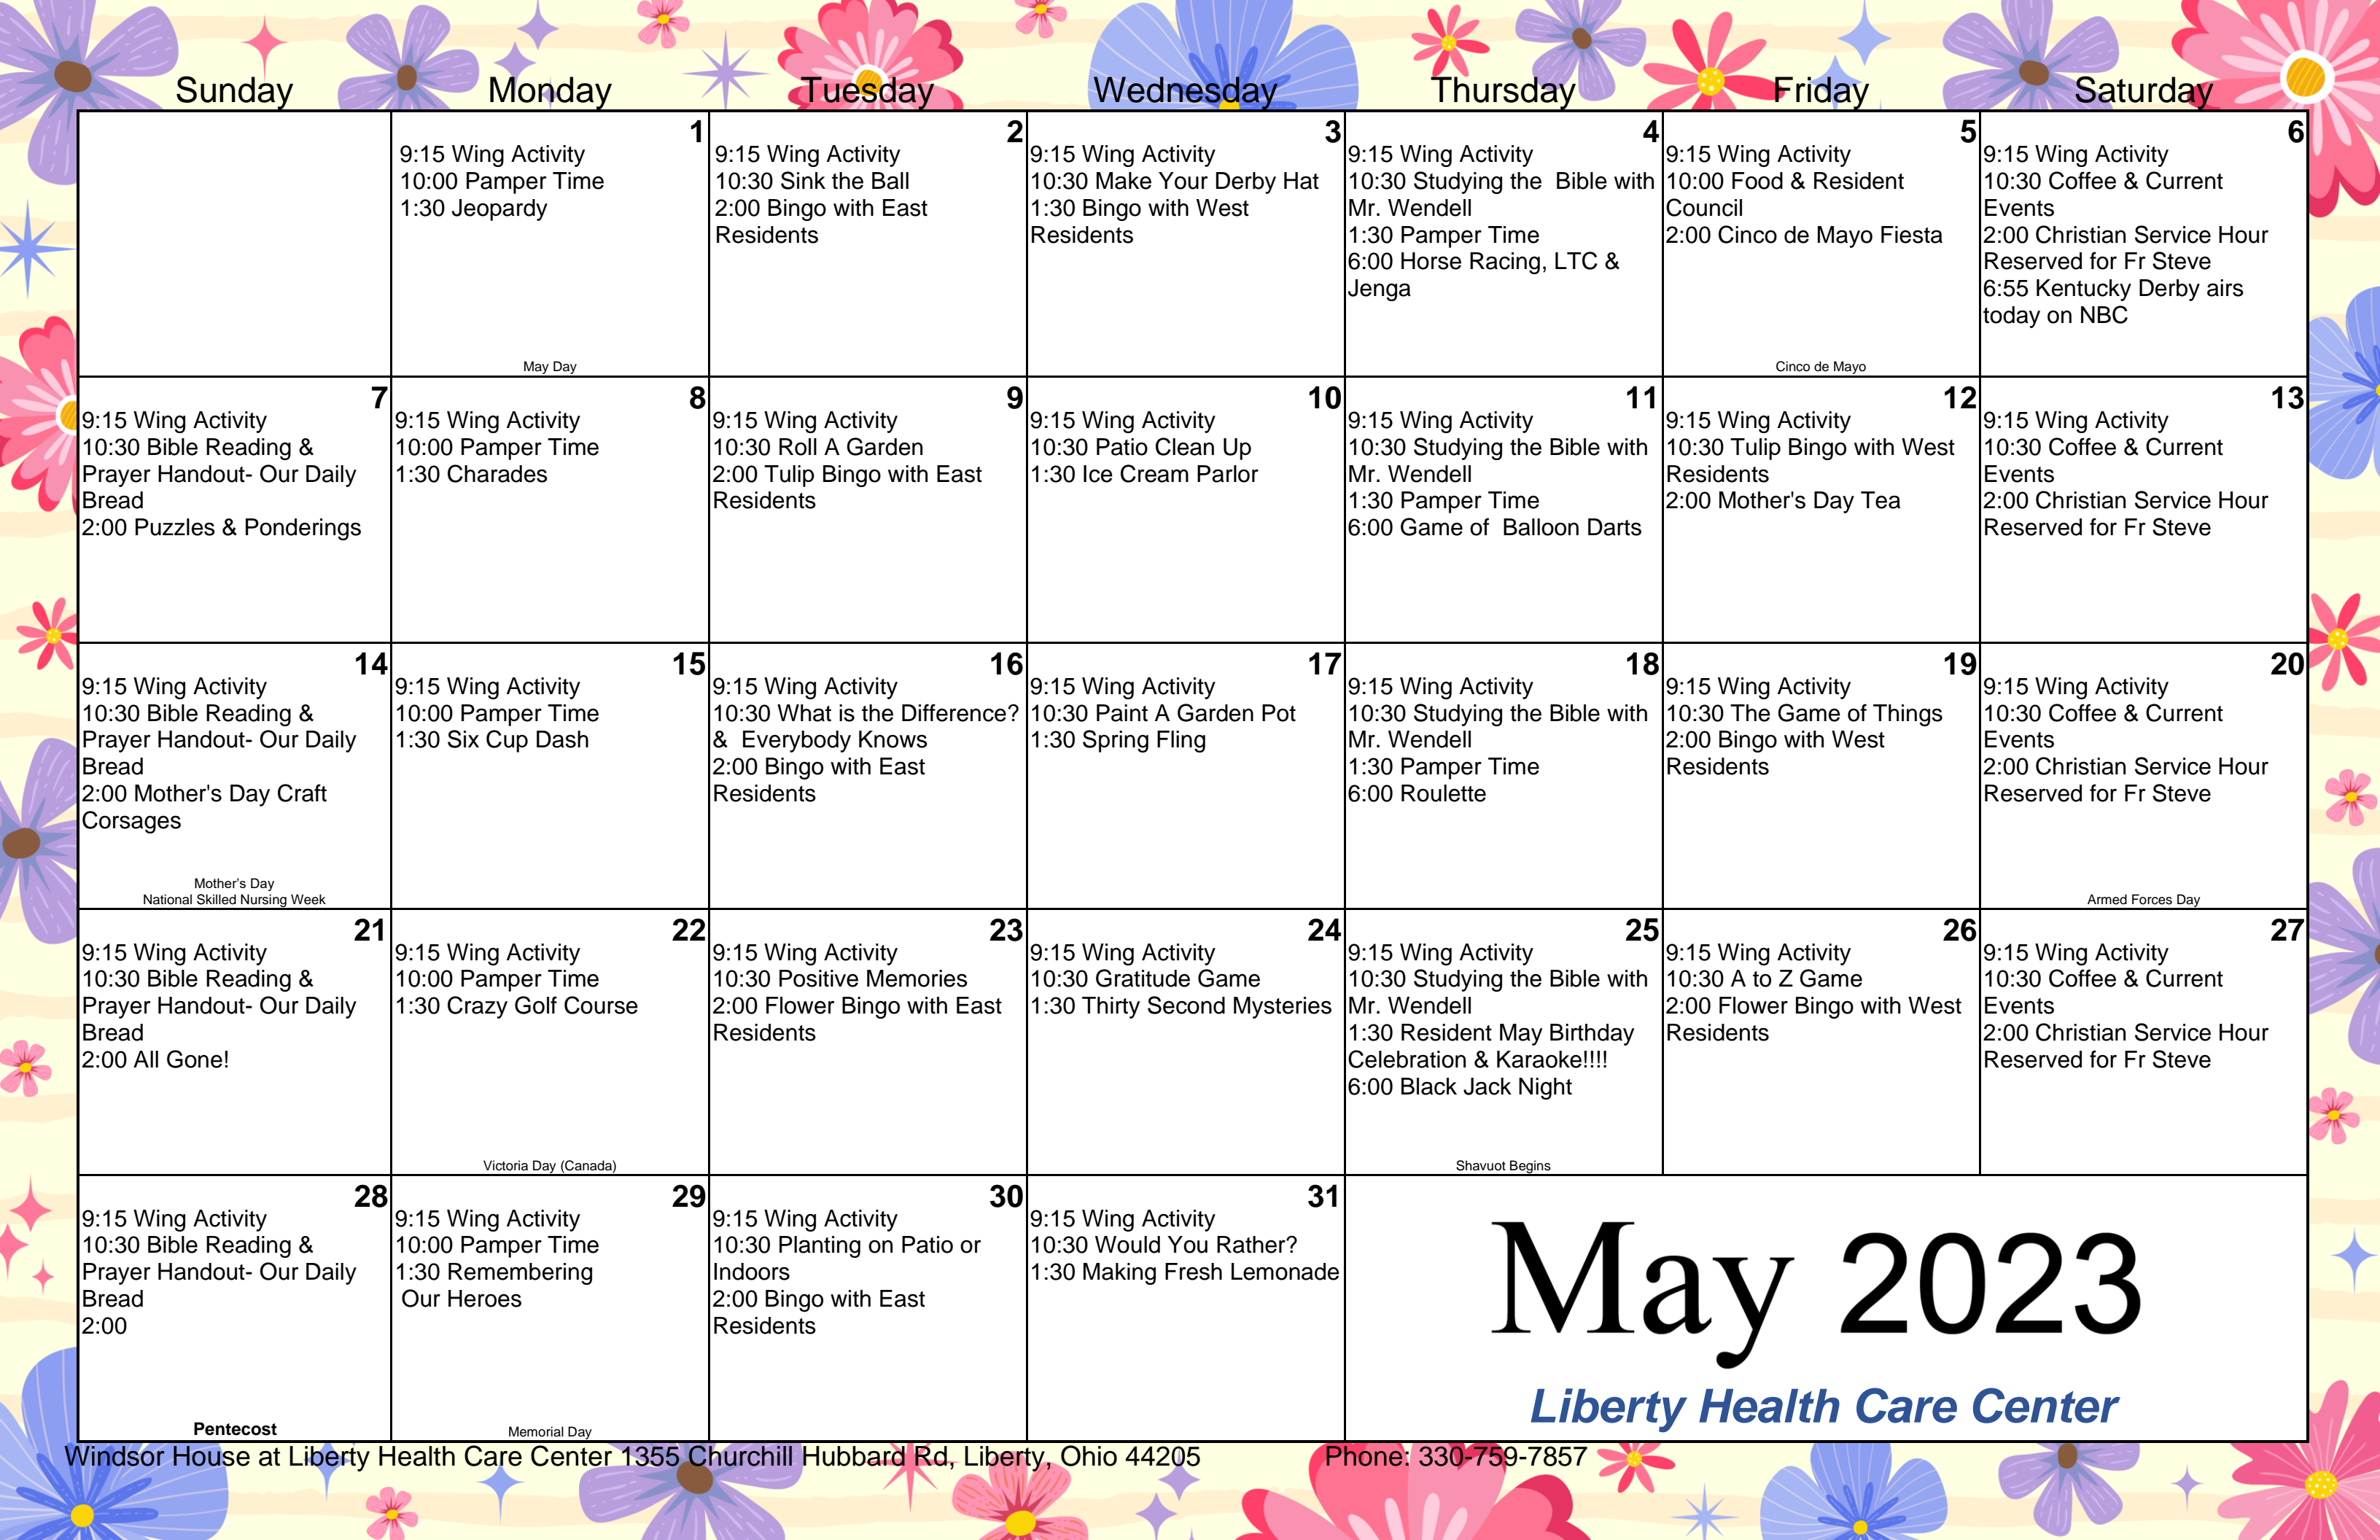 Sunday Monday Tuesday Wednesday Thursday Friday Saturday
1
9:15 Wing Activity
10:00 Pamper Time
1:30 Jeopardy
May Day
2
9:15 Wing Activity
10:30 Sink the Ball
2:00 Bingo with East
Residents
3
9:15 Wing Activity
10:30 Make Your Derby Hat
1:30 Bingo with West
Residents
4
9:15 Wing Activity
10:30 Studying the  Bible with
Mr. Wendell
1:30 Pamper Time
6:00 Horse Racing, LTC &
Jenga
5
9:15 Wing Activity
10:00 Food & Resident
Council
2:00 Cinco de Mayo Fiesta
Cinco de Mayo
6
9:15 Wing Activity
10:30 Coffee & Current
Events
2:00 Christian Service Hour
Reserved for Fr Steve
6:55 Kentucky Derby airs
today on NBC
7
9:15 Wing Activity
10:30 Bible Reading &
Prayer Handout- Our Daily
Bread
2:00 Puzzles & Ponderings
8
9:15 Wing Activity
10:00 Pamper Time
1:30 Charades
9
9:15 Wing Activity
10:30 Roll A Garden
2:00 Tulip Bingo with East
Residents
10
9:15 Wing Activity
10:30 Patio Clean Up
1:30 Ice Cream Parlor
11
9:15 Wing Activity
10:30 Studying the Bible with
Mr. Wendell
1:30 Pamper Time
6:00 Game of  Balloon Darts
12
9:15 Wing Activity
10:30 Tulip Bingo with West
Residents
2:00 Mother's Day Tea
13
9:15 Wing Activity
10:30 Coffee & Current
Events
2:00 Christian Service Hour
Reserved for Fr Steve
14
9:15 Wing Activity
10:30 Bible Reading &
Prayer Handout- Our Daily
Bread
2:00 Mother's Day Craft
Corsages
Mother's Day
National Skilled Nursing Week
15
9:15 Wing Activity
10:00 Pamper Time
1:30 Six Cup Dash
16
9:15 Wing Activity
10:30 What is the Difference?
&  Everybody Knows
2:00 Bingo with East
Residents
17
9:15 Wing Activity
10:30 Paint A Garden Pot
1:30 Spring Fling
18
9:15 Wing Activity
10:30 Studying the Bible with
Mr. Wendell
1:30 Pamper Time
6:00 Roulette
19
9:15 Wing Activity
10:30 The Game of Things
2:00 Bingo with West
Residents
20
9:15 Wing Activity
10:30 Coffee & Current
Events
2:00 Christian Service Hour
Reserved for Fr Steve
Armed Forces Day
21
9:15 Wing Activity
10:30 Bible Reading &
Prayer Handout- Our Daily
Bread
2:00 All Gone!
22
9:15 Wing Activity
10:00 Pamper Time
1:30 Crazy Golf Course
Victoria Day (Canada)
23
9:15 Wing Activity
10:30 Positive Memories
2:00 Flower Bingo with East
Residents
24
9:15 Wing Activity
10:30 Gratitude Game
1:30 Thirty Second Mysteries
25
9:15 Wing Activity
10:30 Studying the Bible with
Mr. Wendell
1:30 Resident May Birthday
Celebration & Karaoke!!!!
6:00 Black Jack Night
Shavuot Begins
26
9:15 Wing Activity
10:30 A to Z Game
2:00 Flower Bingo with West
Residents
27
9:15 Wing Activity
10:30 Coffee & Current
Events
2:00 Christian Service Hour
Reserved for Fr Steve
28
9:15 Wing Activity
10:30 Bible Reading &
Prayer Handout- Our Daily
Bread
2:00
Pentecost
29
9:15 Wing Activity
10:00 Pamper Time
1:30 Remembering
Our Heroes
Memorial Day
30
9:15 Wing Activity
10:30 Planting on Patio or
Indoors
2:00 Bingo with East
Residents
31
9:15 Wing Activity
10:30 Would You Rather?
1:30 Making Fresh Lemonade
May 2023
Liberty Health Care Center
Windsor House at Liberty Health Care Center 1355 Churchill Hubbard Rd, Liberty, Ohio 44205 Phone: 330-759-7857